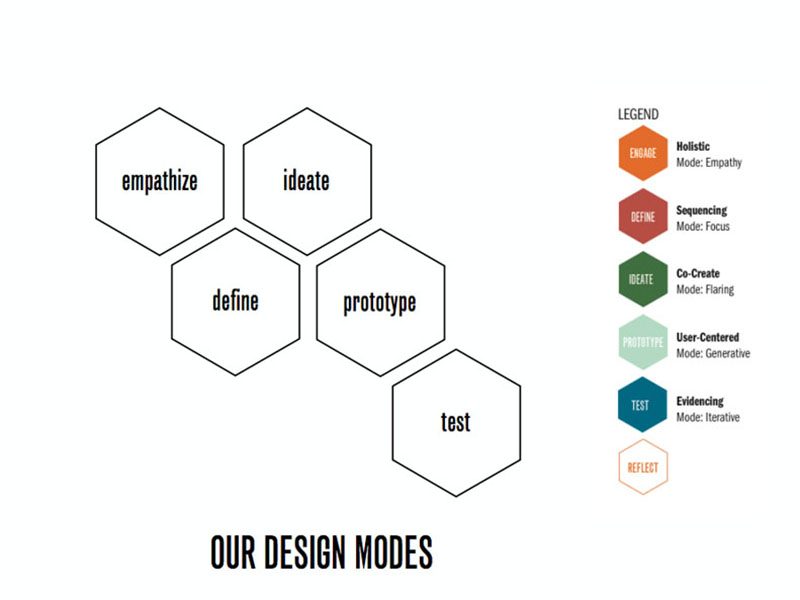 empathize
ideate
define
prototype
test
OUR DESIGN MODES
LEGEND
ENGAGE
Holistic
Mode: Empathy
DEFINE
Sequencing
Mode: Focus
IDEATE
Co-Create
Mode: Flaring
PROTOTYPE
User-Centered
Mode: Generative
TEST
Evidencing
Mode: Iterative
REFLECT